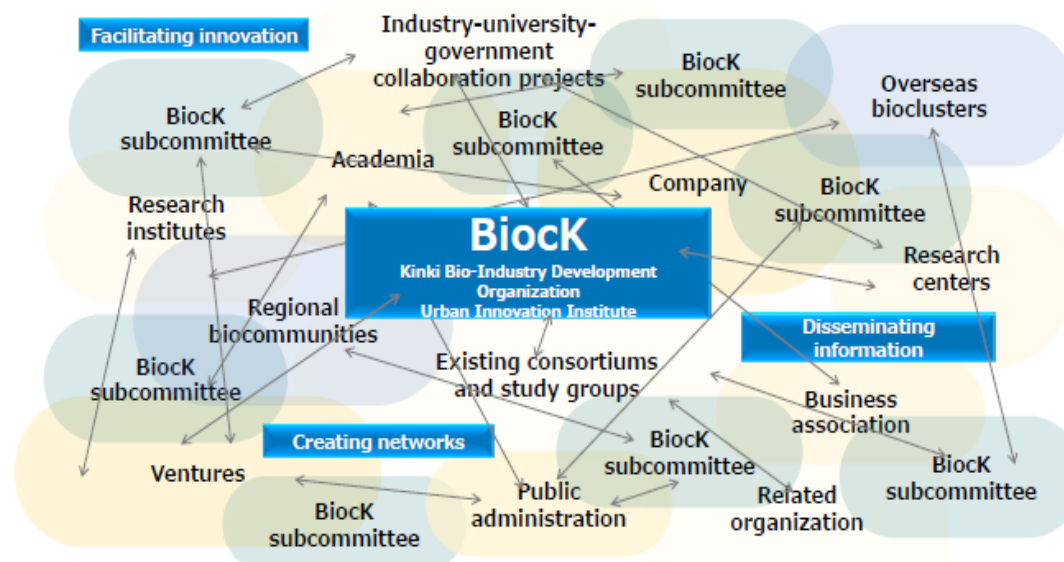 Facilitating innovation
Industry-university-
government
collaboration projects
BiocK
subcommittee
Overseas
bioclusters
BiocK
subcommittee
BiocK
subcommittee
Academia
Company
BiocK
subcommittee
Research
institutes
BiocK
Kinki Bio-Industry Development
Organization
Urban Innovation Institute
Research
centers
Regional
biocommunities
Disseminating
information
Existing consortiums
and study groups
BiocK
subcommittee
Business
association
Creating networks
BiocK
subcommittee
Ventures
BiocK
subcommittee
Public
administration
Related
organization
BiocK
subcommittee